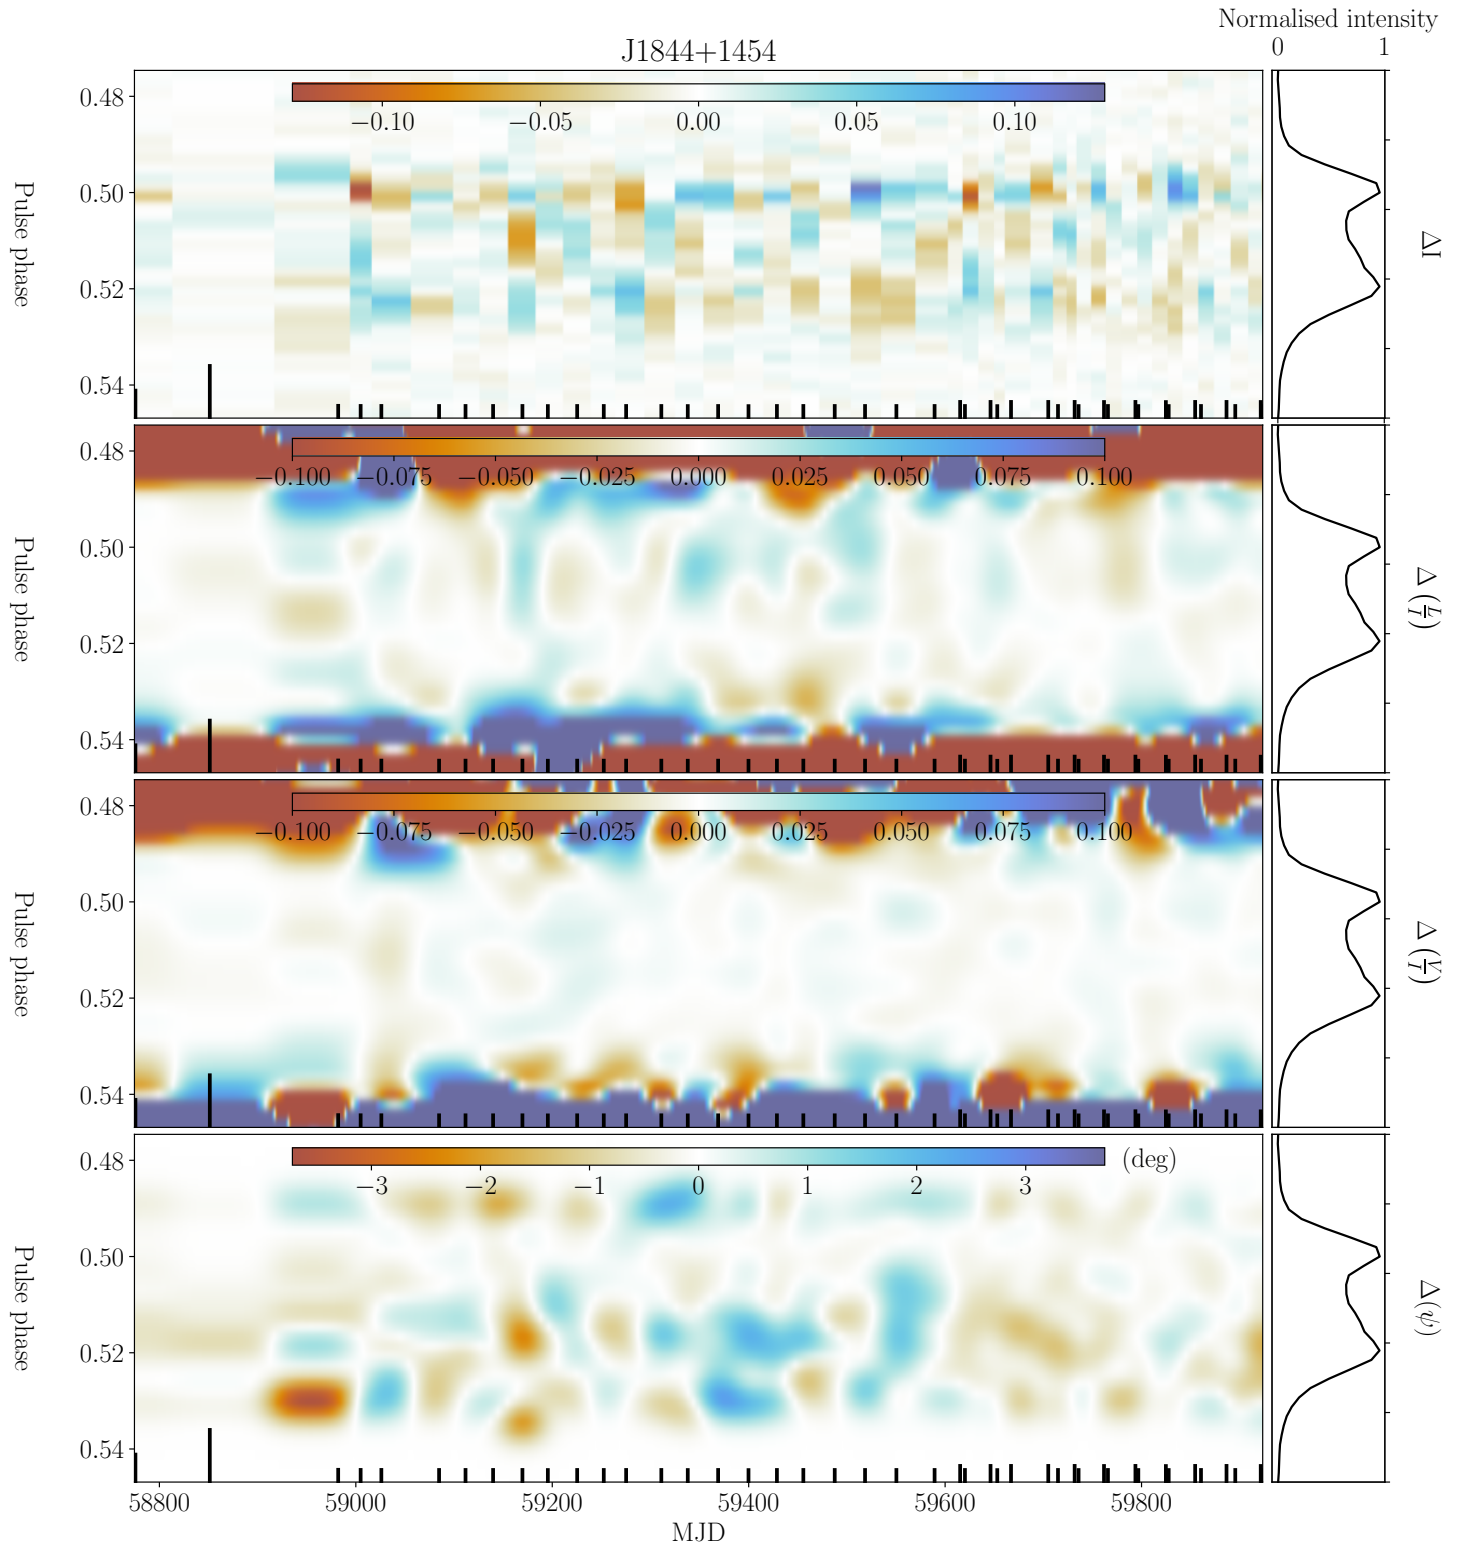 Normalised intensity
J1844+1454
0 1
−0.10 −0.05 0.00 0.05 0.10
0.48
0.50
0.52
0.54
Pulse phase
ΔI
−0.100 −0.075 −0.050 −0.025 0.000 0.025 0.050 0.075 0.100
0.48
0.50
0.52
0.54
Pulse phase
Δ (L/I)
−0.100 −0.075 −0.050 −0.025 0.000 0.025 0.050 0.075 0.100
0.48
0.50
0.52
0.54
Pulse phase
Δ (V/I)
(deg)
−3 −2 −1 0 1 2 3
0.48
0.50
0.52
0.54
Pulse phase
Δ(ψ)
58800 59000 59200 59400 59600 59800
MJD